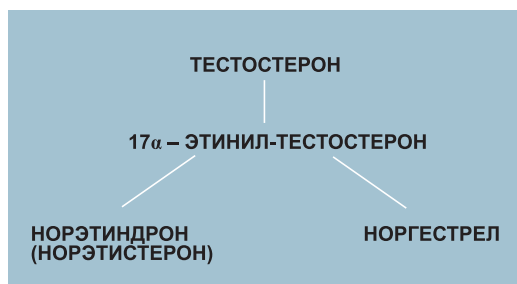 ТЕСТОСТЕРОН
17α – ЭТИНИЛ-ТЕСТОСТЕРОН
НОРЭТИНДРОН
(НОРЭТИСТЕРОН)
НОРГЕСТРЕЛ